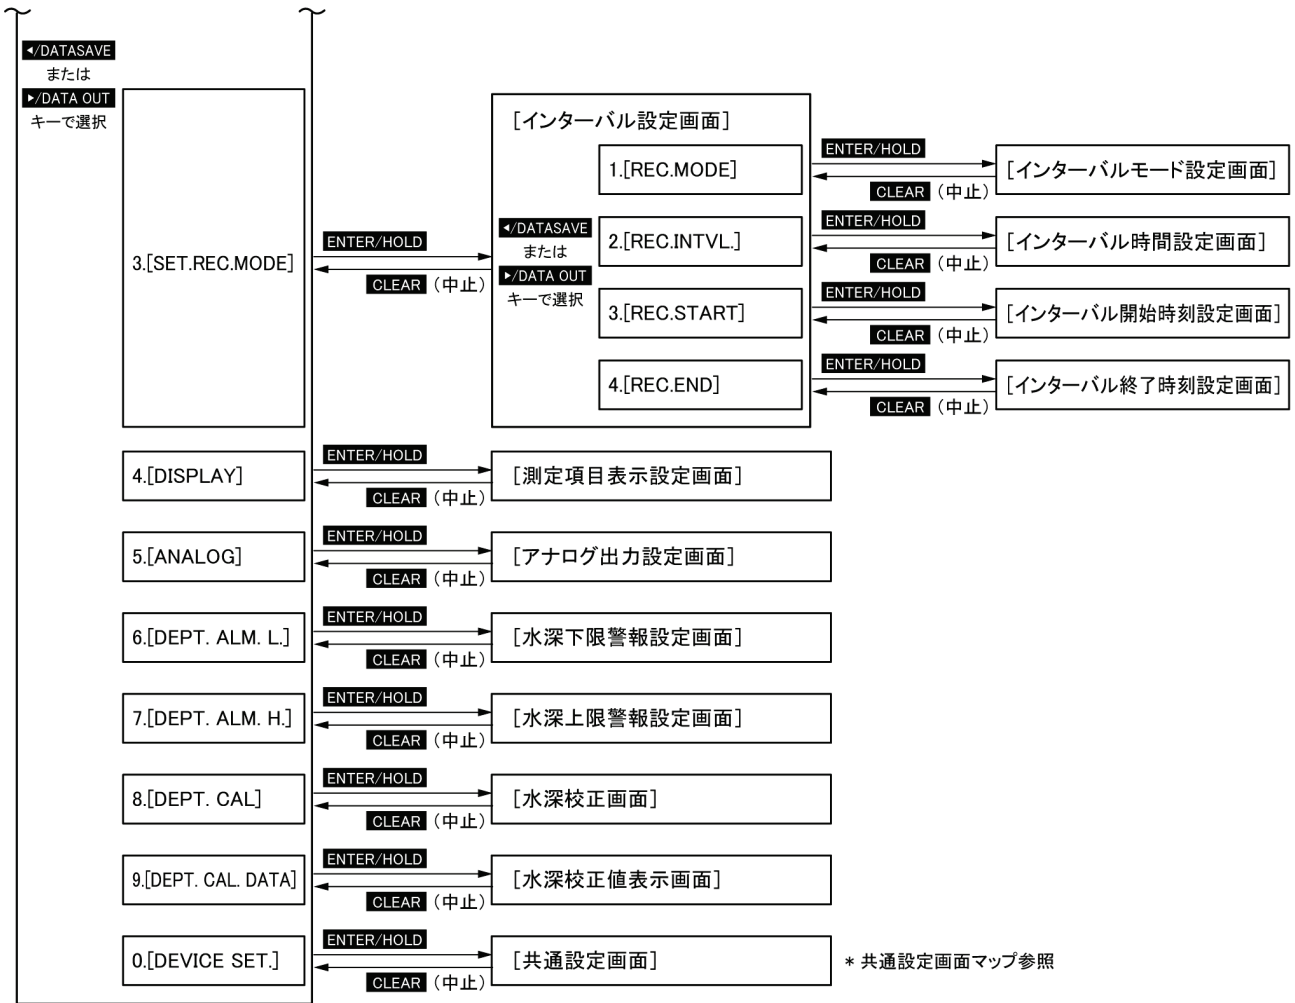 ◂/DATASAVE
または
▸/DATA OUT
キーで選択
3.[SET.REC.MODE]
ENTER/HOLD
CLEAR (中止)
[インターバル設定画面]
◂/DATASAVE
または
▸/DATA OUT
キーで選択
1.[REC.MODE]
ENTER/HOLD
CLEAR (中止)
[インターバルモード設定画面]
2.[REC.INTVL.]
ENTER/HOLD
CLEAR (中止)
[インターバル時間設定画面]
3.[REC.START]
ENTER/HOLD
CLEAR (中止)
[インターバル開始時刻設定画面]
4.[REC.END]
ENTER/HOLD
CLEAR (中止)
[インターバル終了時刻設定画面]
4.[DISPLAY]
ENTER/HOLD
CLEAR (中止)
[測定項目表示設定画面]
5.[ANALOG]
ENTER/HOLD
CLEAR (中止)
[アナログ出力設定画面]
6.[DEPT. ALM. L.]
ENTER/HOLD
CLEAR (中止)
[水深下限警報設定画面]
7.[DEPT. ALM. H.]
ENTER/HOLD
CLEAR (中止)
[水深上限警報設定画面]
8.[DEPT. CAL]
ENTER/HOLD
CLEAR (中止)
[水深校正画面]
9.[DEPT. CAL. DATA]
ENTER/HOLD
CLEAR (中止)
[水深校正値表示画面]
0.[DEVICE SET.]
ENTER/HOLD
CLEAR (中止)
[共通設定画面]
* 共通設定画面マップ参照